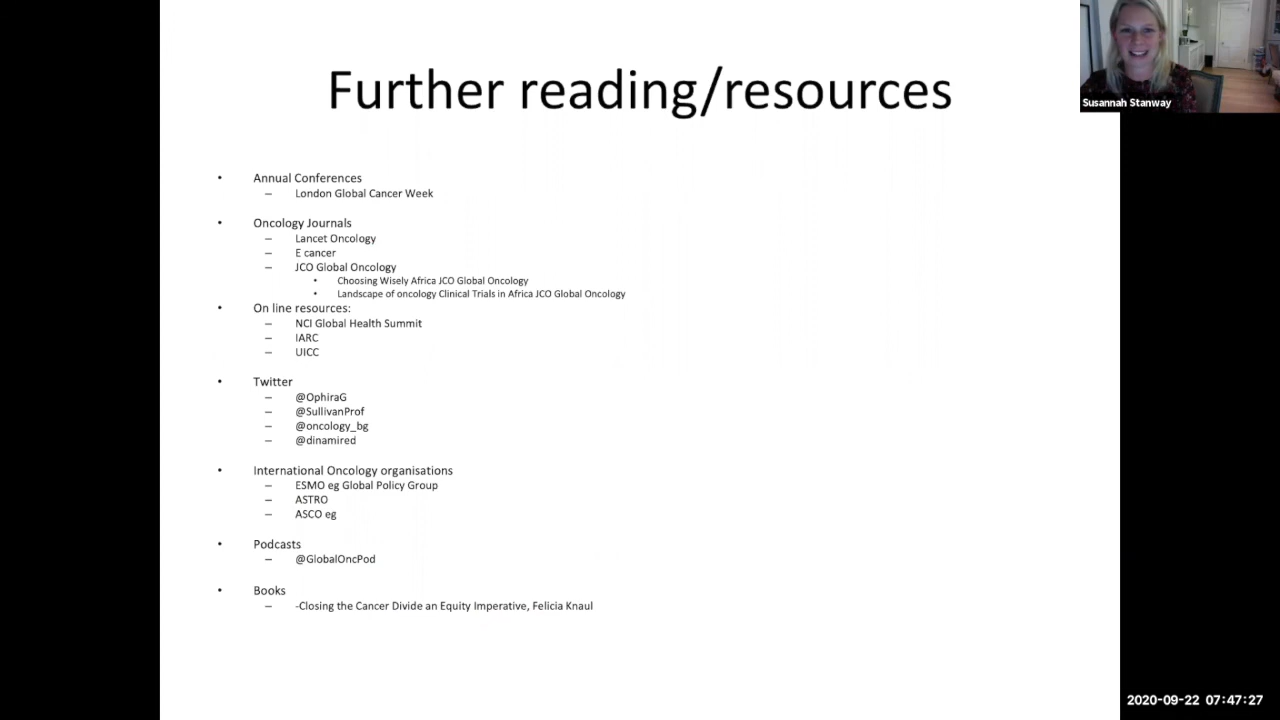 Further reading/resources
Susannah Stanway
• Annual Conferences
– London Global Cancer Week
• Oncology Journals
– Lancet Oncology
– E cancer
– JCO Global Oncology
• Choosing Wisely Africa JCO Global Oncology
• Landscape of oncology Clinical Trials in Africa JCO Global Oncology
• On line resources:
– NCI Global Health Summit
– IARC
– UICC
• Twitter
– @OphiraG
– @SullivanProf
– @oncology_bg
– @dinamired
• International Oncology organisations
– ESMO eg Global Policy Group
– ASTRO
– ASCO eg
• Podcasts
– @GlobalOncPod
• Books
– -Closing the Cancer Divide an Equity Imperative, Felicia Knaul
2020-09-22 07:47:27